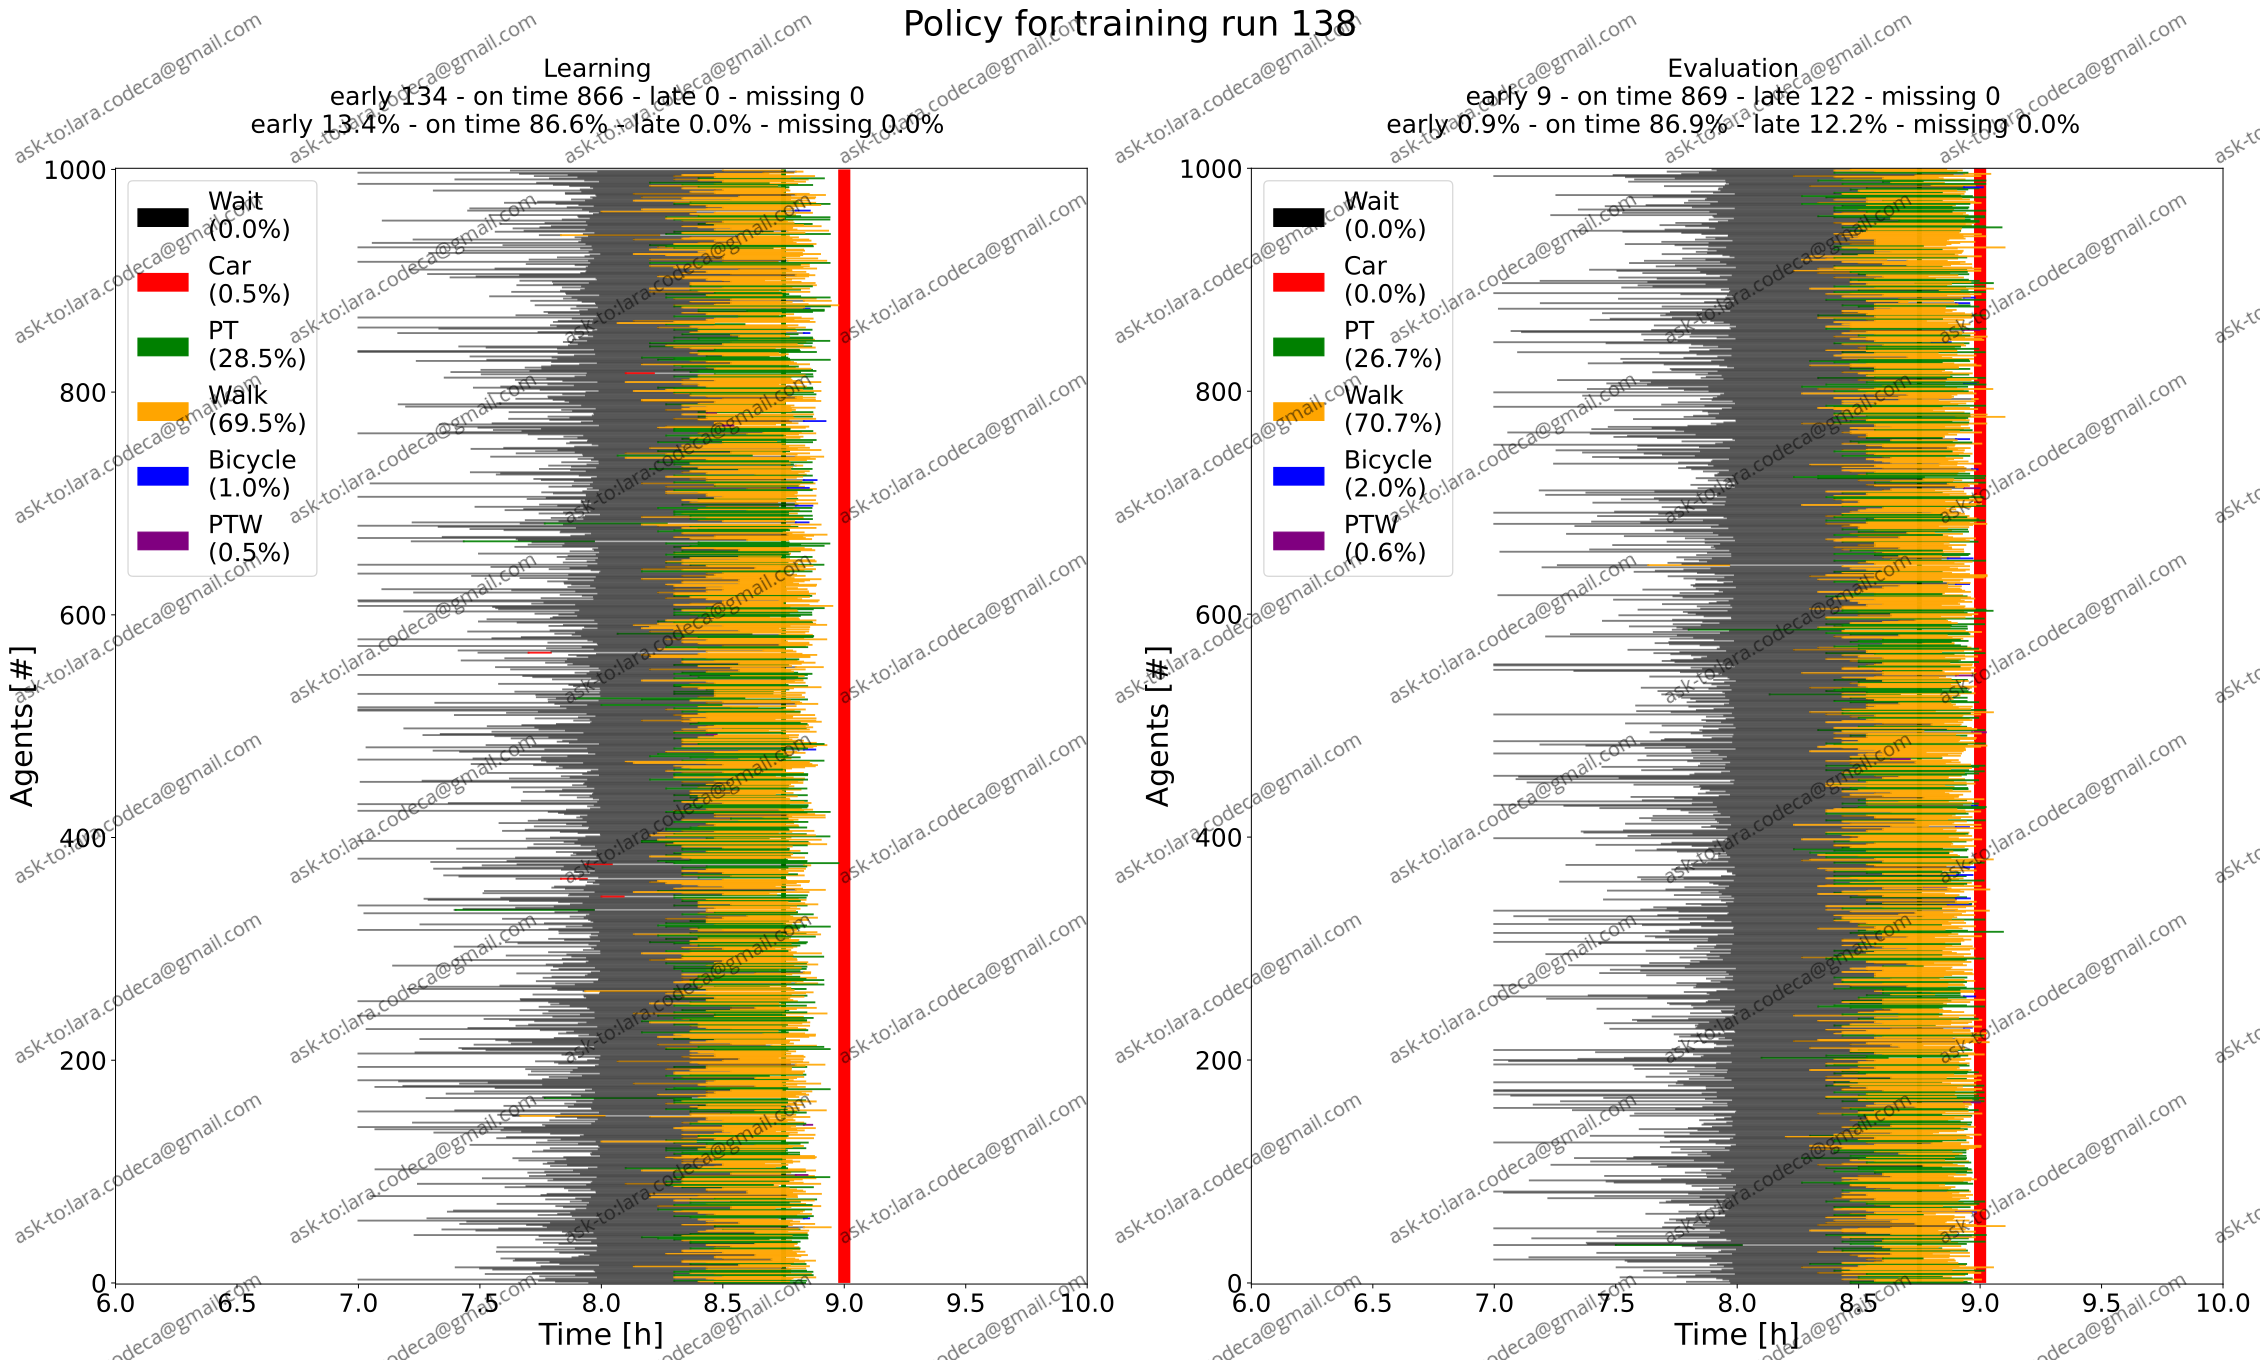 Policy for training run 138
Learning
early 134 - on time 866 - late 0 - missing 0
early 13.4% - on time 86.6% - late 0.0% - missing 0.0%
Agents [#]
1000
800
600
400
200
0
Wait
(0.0%)
Car
(0.5%)
PT
(28.5%)
Walk
(69.5%)
Bicycle
(1.0%)
PTW
(0.5%)
6.0 6.5 7.0 7.5 8.0 8.5 9.0 9.5 10.0
Time [h]
Evaluation
early 9 - on time 869 - late 122 - missing 0
early 0.9% - on time 86.9% - late 12.2% - missing 0.0%
Agents [#]
1000
800
600
400
200
0
Wait
(0.0%)
Car
(0.0%)
PT
(26.7%)
Walk
(70.7%)
Bicycle
(2.0%)
PTW
(0.6%)
6.0 6.5 7.0 7.5 8.0 8.5 9.0 9.5 10.0
Time [h]
ask-to:lara.codeca@gmail.com